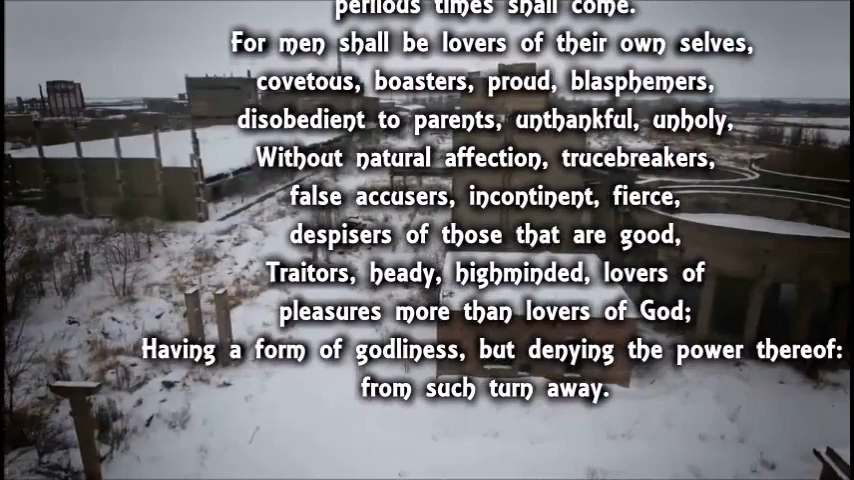 perilous times shall come.
For men shall be lovers of their own selves,
covetous, boasters, proud, blasphemers,
disobedient to parents, unthankful, unholy,
Without natural affection, trucebreakers,
false accusers, incontinent, fierce,
despisers of those that are good,
Traitors, heady, highminded, lovers of
pleasures more than lovers of God;
Having a form of godliness, but denying the power thereof:
from such turn away.